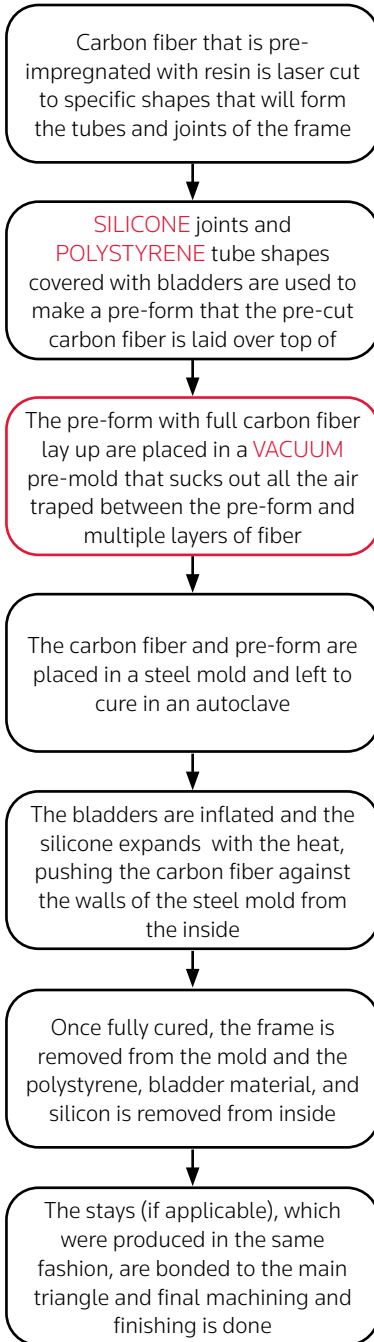 Carbon fiber that is pre-
impregnated with resin is laser cut
to specific shapes that will form
the tubes and joints of the frame
SILICONE joints and
POLYSTYRENE tube shapes
covered with bladders are used to
make a pre-form that the pre-cut
carbon fiber is laid over top of
The pre-form with full carbon fiber
lay up are placed in a VACUUM
pre-mold that sucks out all the air
traped between the pre-form and
multiple layers of fiber
The carbon fiber and pre-form are
placed in a steel mold and left to
cure in an autoclave
The bladders are inflated and the
silicone expands with the heat,
pushing the carbon fiber against
the walls of the steel mold from
the inside
Once fully cured, the frame is
removed from the mold and the
polystyrene, bladder material, and
silicon is removed from inside
The stays (if applicable), which
were produced in the same
fashion, are bonded to the main
triangle and final machining and
finishing is done